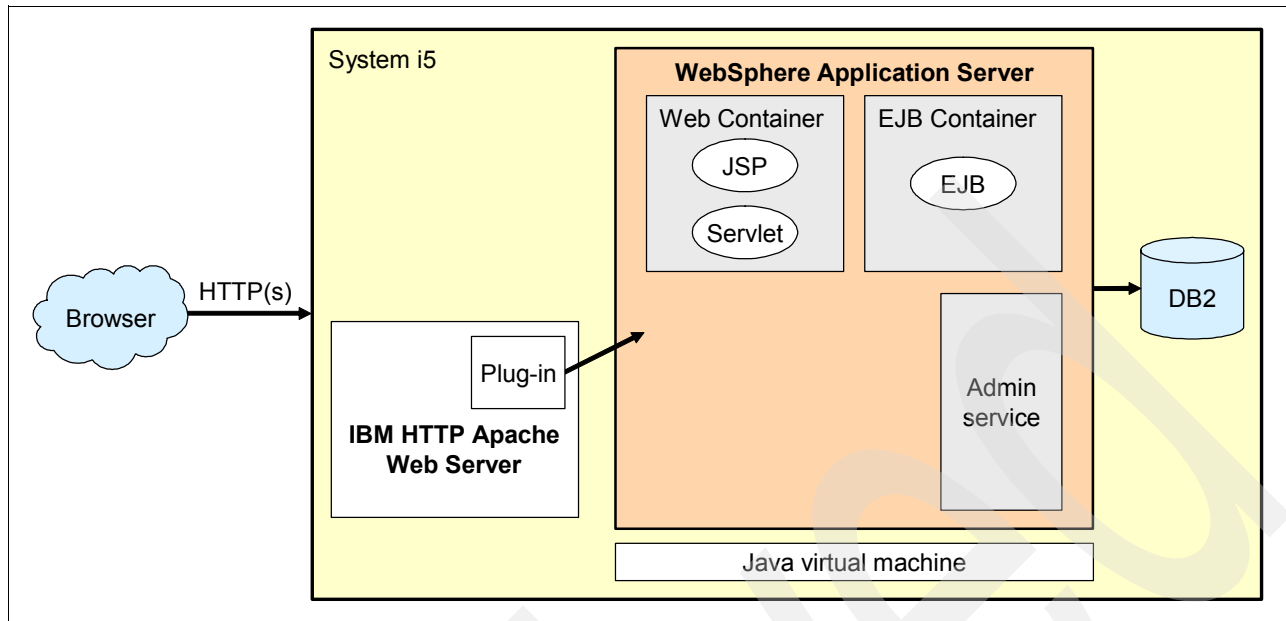 System i5
WebSphere Application Server
Web Container
JSP
Servlet
EJB Container
EJB
HTTP(s)
Browser
DB2
Plug-in
IBM HTTP Apache
Web Server
Admin
service
Java virtual machine